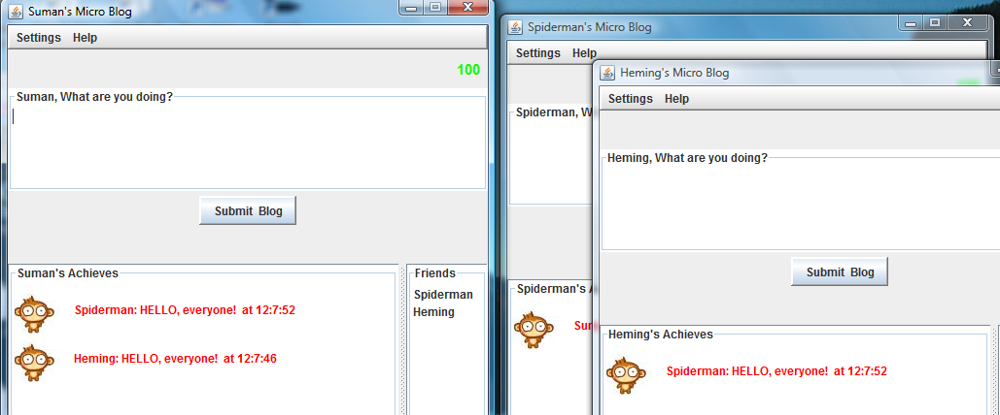 Suman's Micro Blog
Settings Help
100
Suman, What are you doing?
Submit Blog
Suman's Achieves
Spiderman: HELLO, everyone! at 12:7:52
Heming: HELLO, everyone! at 12:7:46
Friends
Spiderman
Heming
Spiderman's Micro Blog
Settings Help
Spiderman, W
Spiderman's
Heming's Micro Blog
Settings Help
Heming, What are you doing?
Submit Blog
Heming's Achieves
Spiderman: HELLO, everyone! at 12:7:52